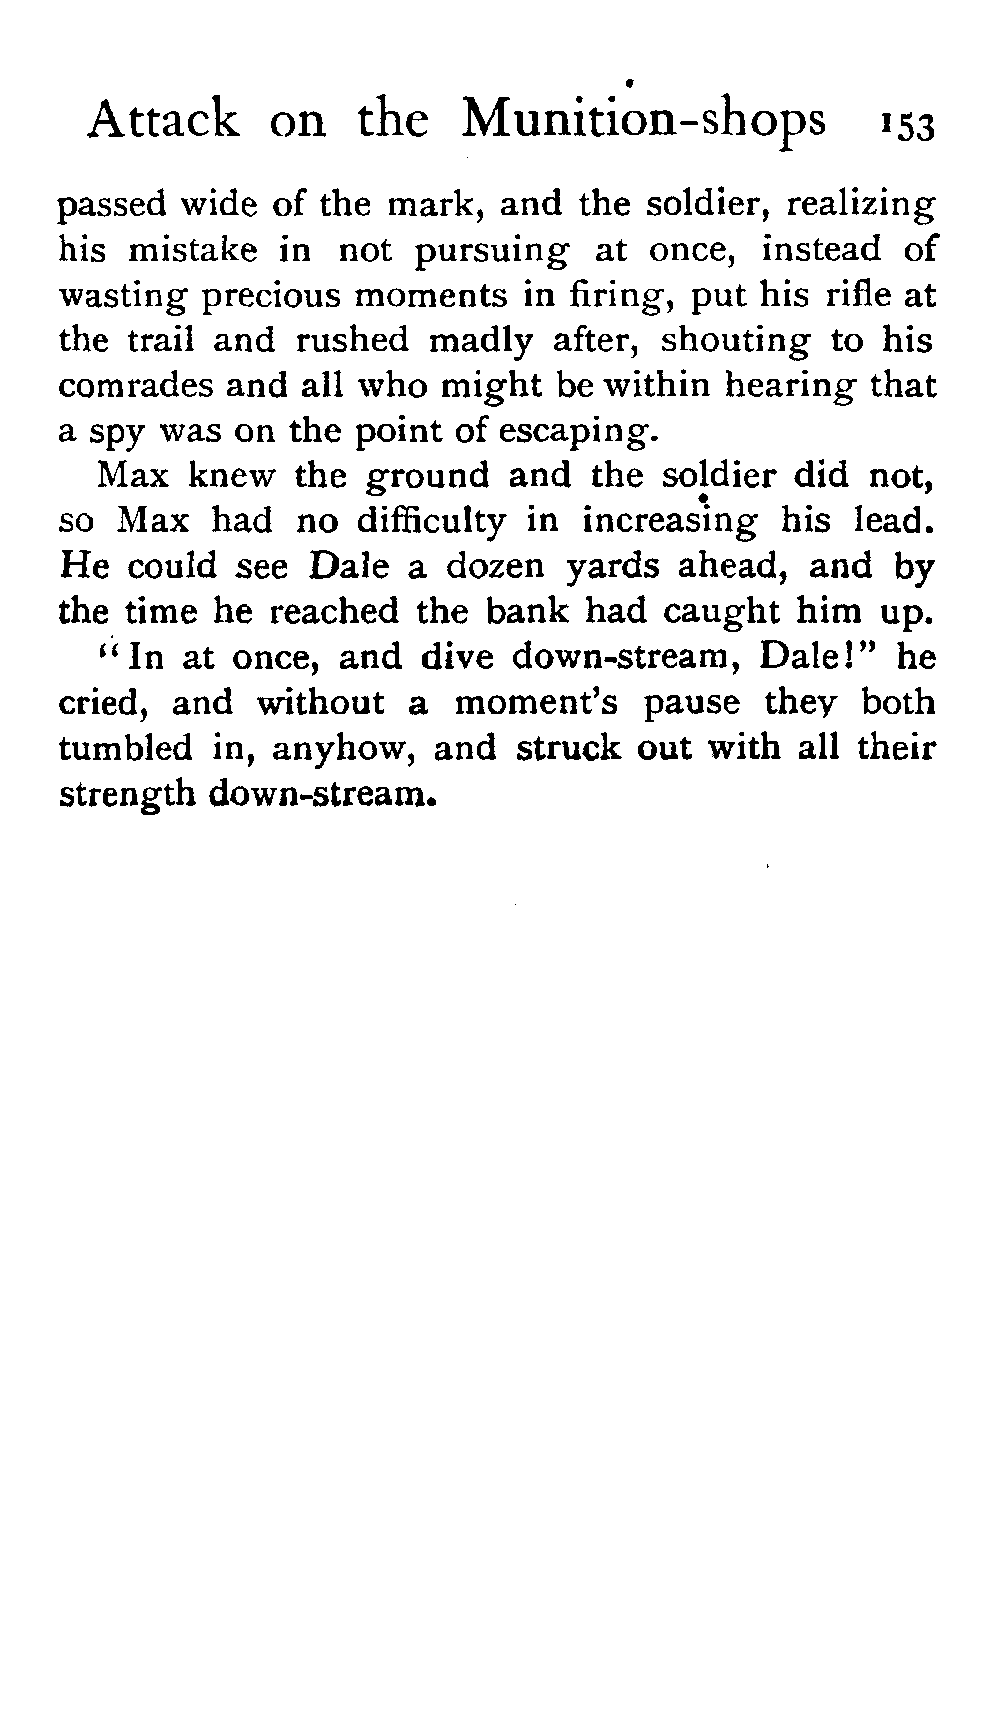 Attack on the Munition-shops 153
passed wide of the mark, and the soldier, realizing
his mistake in not pursuing at once, instead of
wasting precious moments in firing, put his rifle at
the trail and rushed madly after, shouting to his
comrades and all who might be within hearing that
a spy was on the point of escaping.
Max knew the ground and the soldier did not,
so Max had no difficulty in increasing his lead.
He could see Dale a dozen yards ahead, and by
the time he reached the bank had caught him up.
"In at once, and dive down-stream, Dale!" he
cried, and without a moment's pause they both
tumbled in, anyhow, and struck out with all their
strength down-stream.